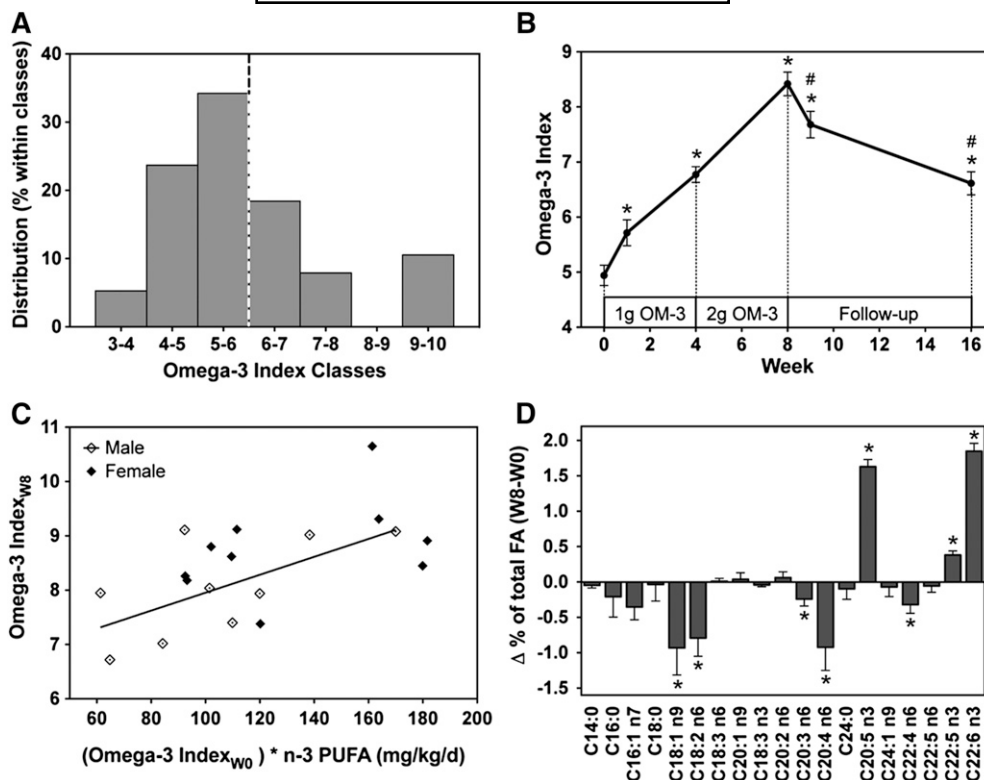 A
Distribution (% within classes)
40
30
20
10
0
3-4 4-5 5-6 6-7 7-8 8-9 9-10
Omega-3 Index Classes
B
Omega-3 Index
9
8
7
6
5
4
* * * # * # *
1g OM-3 2g OM-3 Follow-up
0 2 4 6 8 10 12 14 16
Week
C
Omega-3 Index W8
11
10
9
8
7
6
Male
Female
60 80 100 120 140 160 180 200
(Omega-3 Index W0 ) * n-3 PUFA (mg/kg/d)
D
Δ % of total FA (W8-W0)
2.0
1.5
1.0
0.5
0.0
-0.5
-1.0
-1.5
* * * * * * * *
C14:0
C16:0
C16:1 n7
C18:0
C18:1 n9
C18:2 n6
C18:3 n6
C20:1 n9
C18:3 n3
C20:2 n6
C20:3 n6
C20:4 n6
C24:0
C20:5 n3
C24:1 n9
C22:4 n6
C22:5 n6
C22:5 n3
C22:6 n3